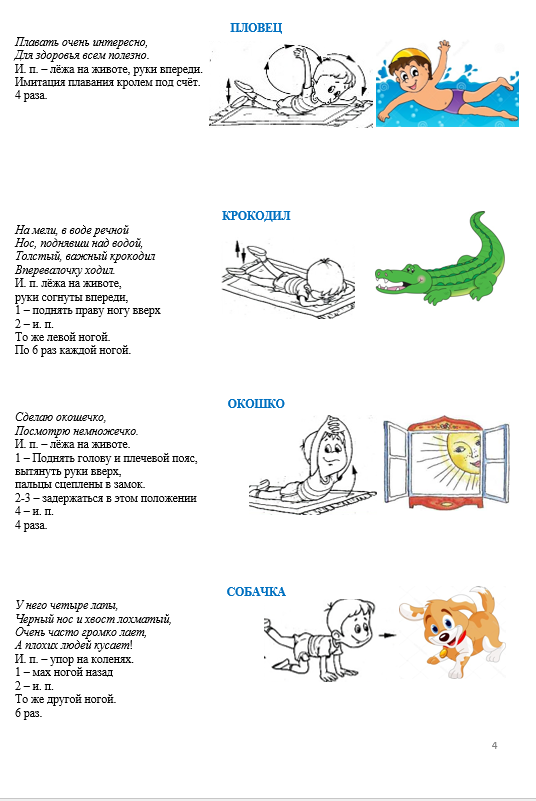 ПЛОВЕЦ
Плавать очень интересно,
Для здоровья всем полезно.
И. п. – лёжа на животе, руки впереди.
Имитация плавания кролем под счёт.
4 раза.
КРОКОДИЛ
На мели, в воде речной
Нос, поднявши над водой,
Толстый, важный крокодил
Вперевалочку ходил.
И. п. лёжа на животе,
руки согнуты впереди,
1 – поднять праву ногу вверх
2 – и. п.
То же левой ногой.
По 6 раз каждой ногой.
ОКОШКО
Сделаю окошечко,
Посмотрю немножечко.
И. п. – лёжа на животе.
1 – Поднять голову и плечевой пояс,
вытянуть руки вверх,
пальцы сцеплены в замок.
2-3 – задержаться в этом положении
4 – и. п.
4 раза.
СОБАЧКА
У него четыре лапы,
Черный нос и хвост лохматый,
Очень часто громко лает,
А плохих людей кусает!
И. п. – упор на коленях.
1 – мах ногой назад
2 – и. п.
То же другой ногой.
6 раз.
4